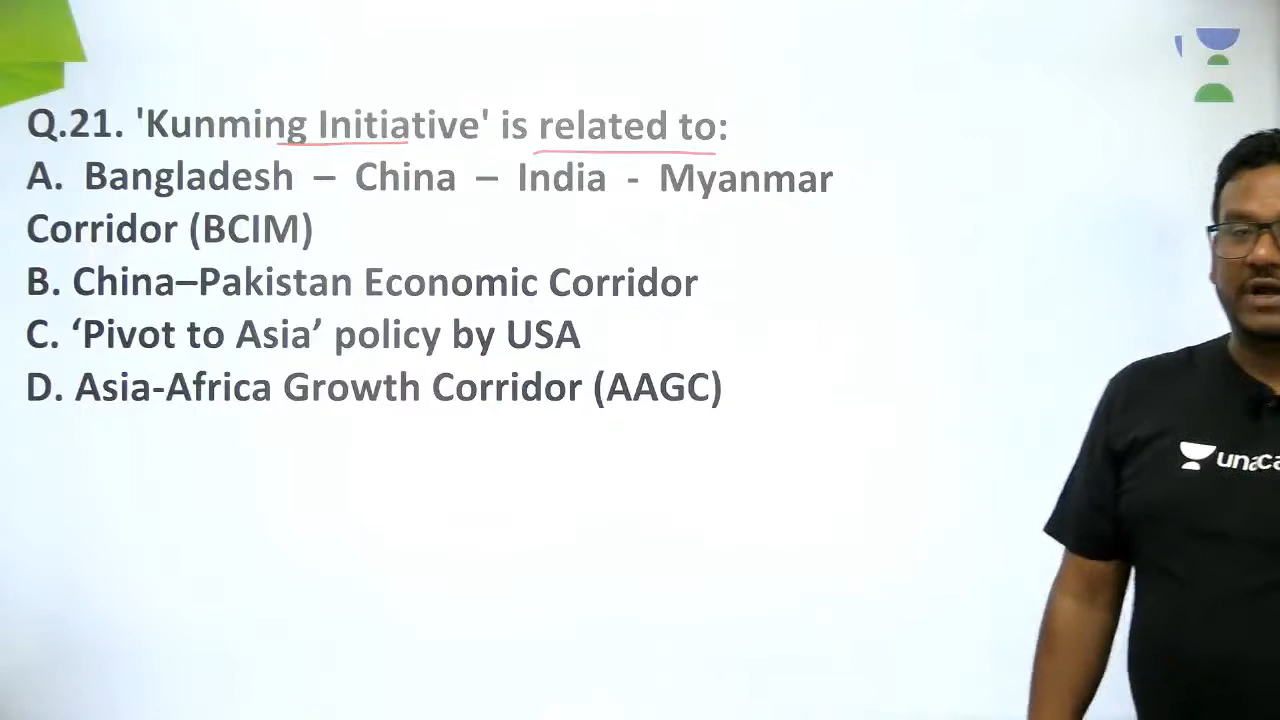 Q.21. 'Kunming Initiative' is related to:
A. Bangladesh – China – India - Myanmar
Corridor (BCIM)
B. China–Pakistan Economic Corridor
C. ‘Pivot to Asia’ policy by USA
D. Asia-Africa Growth Corridor (AAGC)
unaca